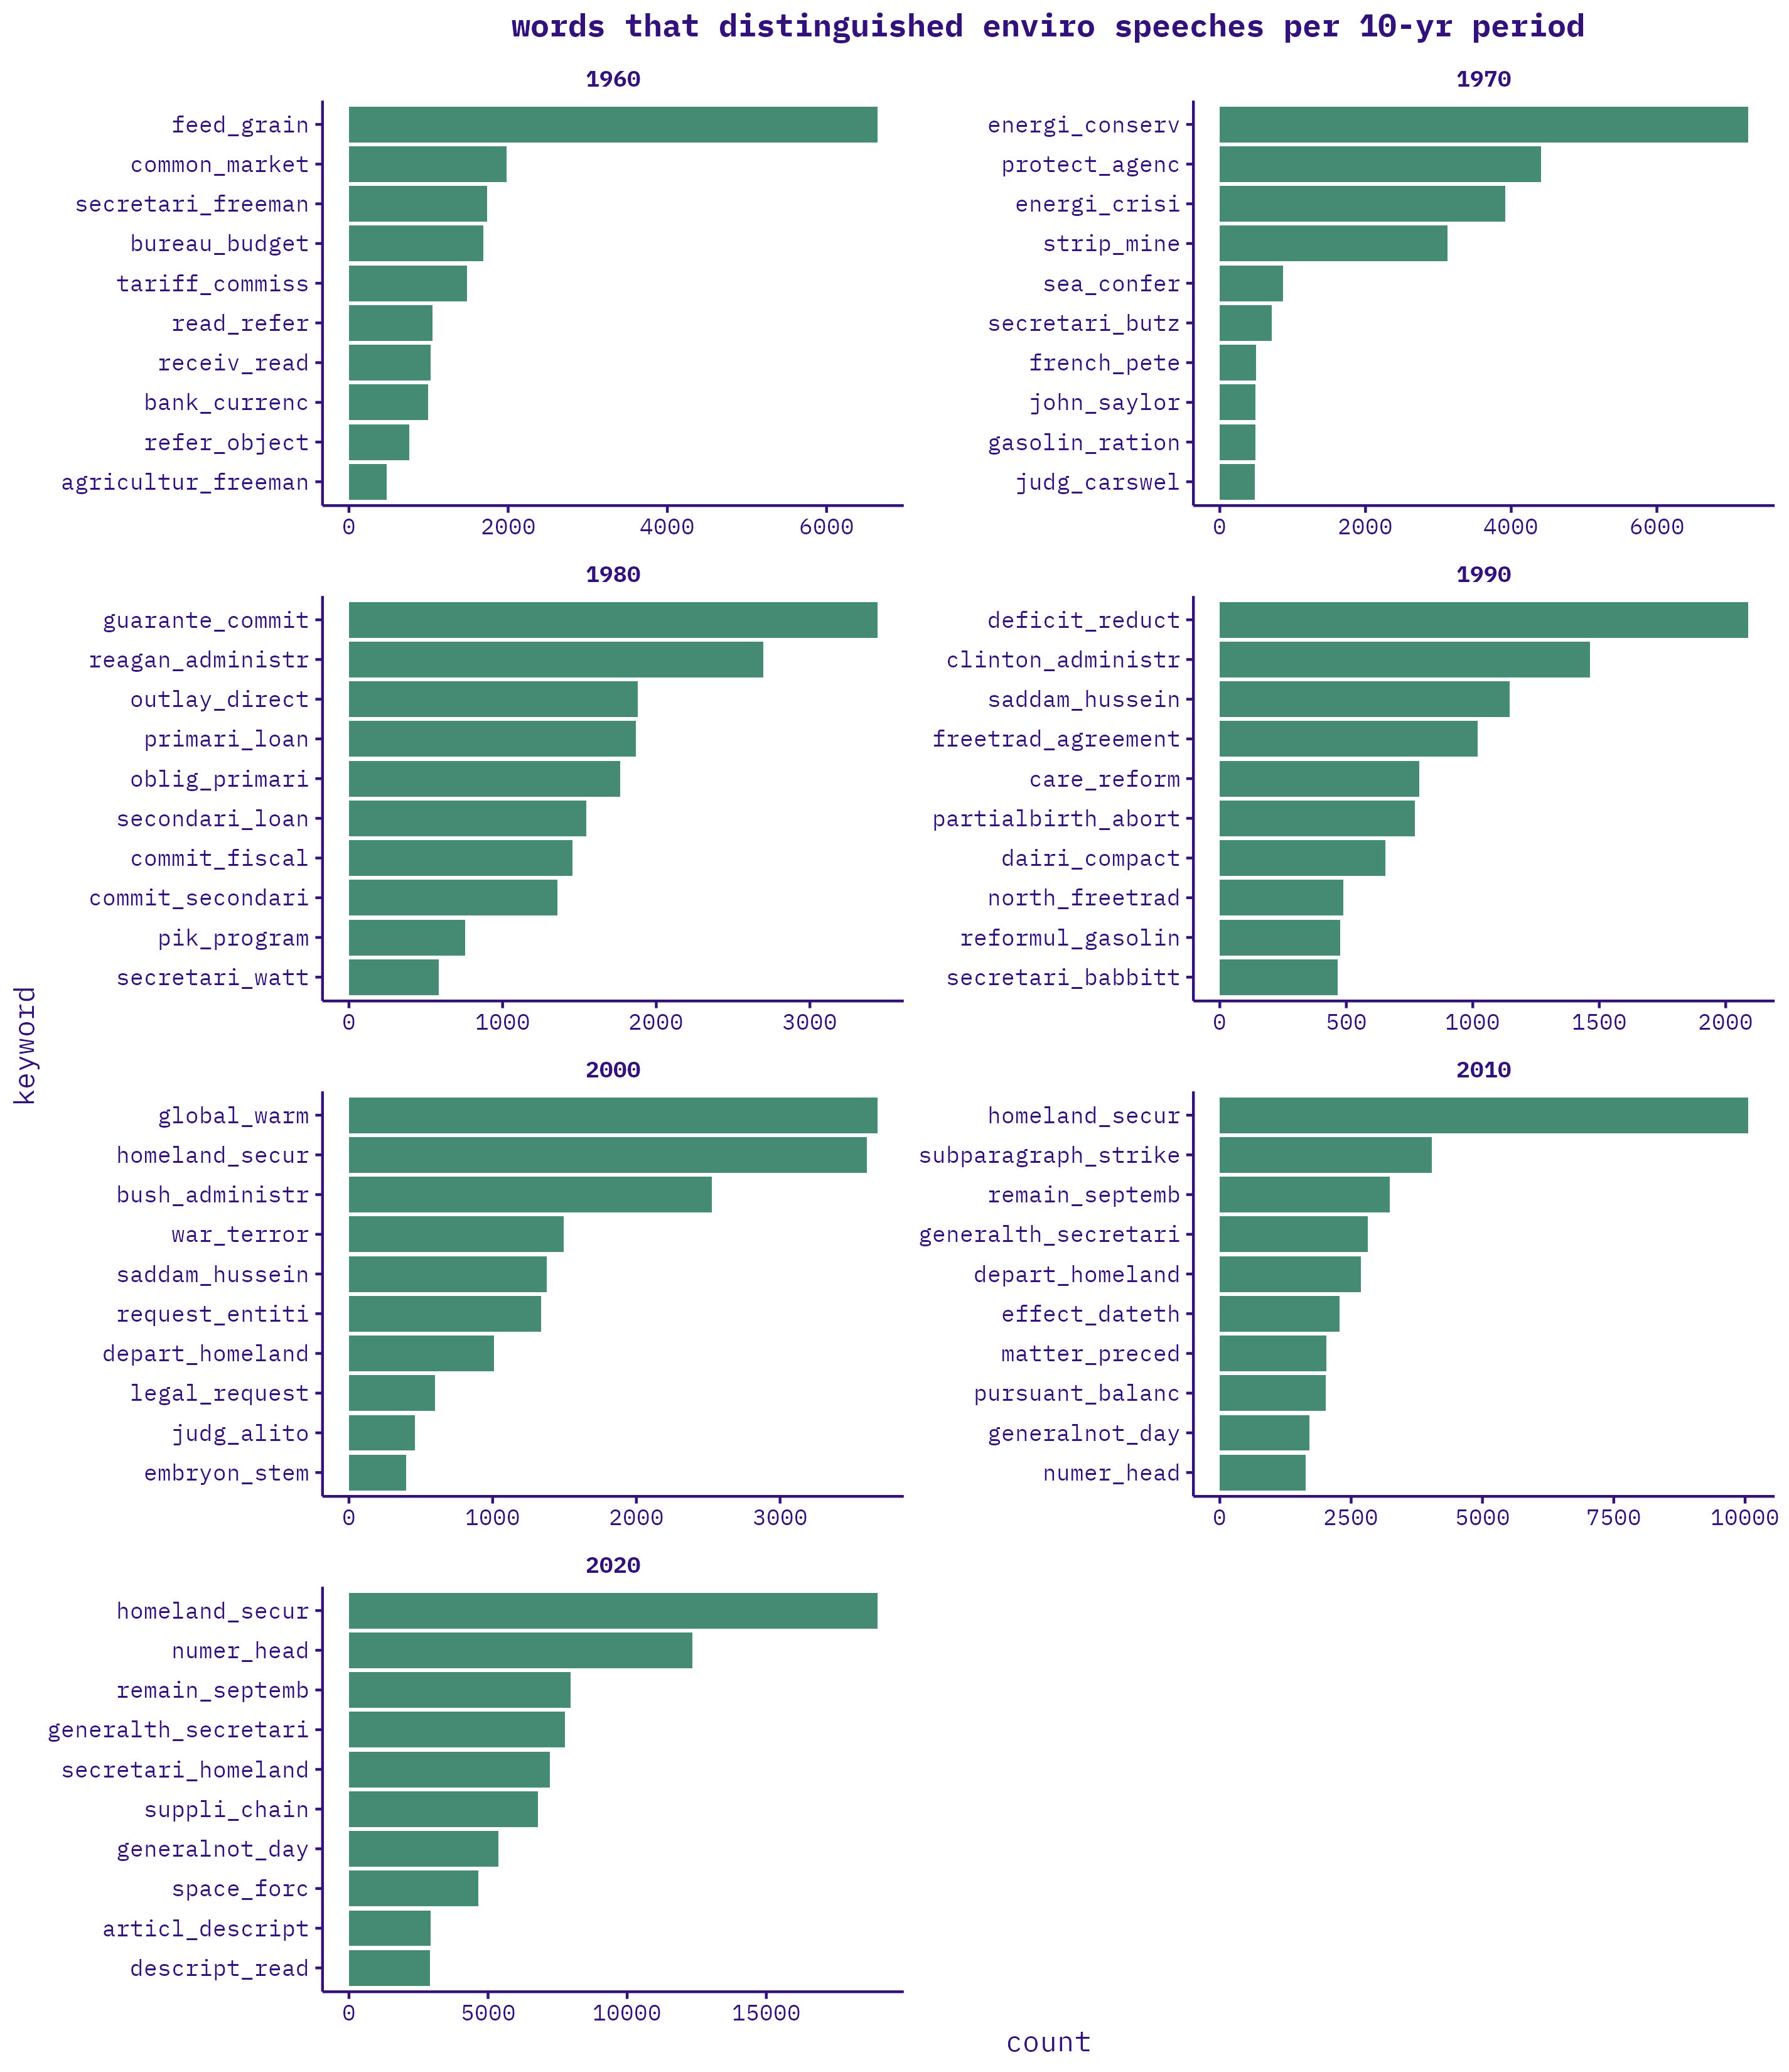 words that distinguished enviro speeches per 10-yr period
1960
feed_grain
common_market
secretari_freeman
bureau_budget
tariff_commiss
read_refer
receiv_read
bank_currenc
refer_object
agricultur_freeman
0 2000 4000 6000
1970
energi_conserv
protect_agenc
energi_crisi
strip_mine
sea_confer
secretari_butz
french_pete
john_saylor
gasolin_ration
judg_carswel
0 2000 4000 6000
1980
guarante_commit
reagan_administr
outlay_direct
primari_loan
oblig_primari
secondari_loan
commit_fiscal
commit_secondari
pik_program
secretari_watt
0 1000 2000 3000
1990
deficit_reduct
clinton_administr
saddam_hussein
freetrad_agreement
care_reform
partialbirth_abort
dairi_compact
north_freetrad
reformul_gasolin
secretari_babbitt
0 500 1000 1500 2000
keyword
2000
global_warm
homeland_secur
bush_administr
war_terror
saddam_hussein
request_entiti
depart_homeland
legal_request
judg_alito
embryon_stem
0 1000 2000 3000
2010
homeland_secur
subparagraph_strike
remain_septemb
generalth_secretari
depart_homeland
effect_dateth
matter_preced
pursuant_balanc
generalnot_day
numer_head
0 2500 5000 7500 10000
2020
homeland_secur
numer_head
remain_septemb
generalth_secretari
secretari_homeland
suppli_chain
generalnot_day
space_forc
articl_descript
descript_read
0 5000 10000 15000
count